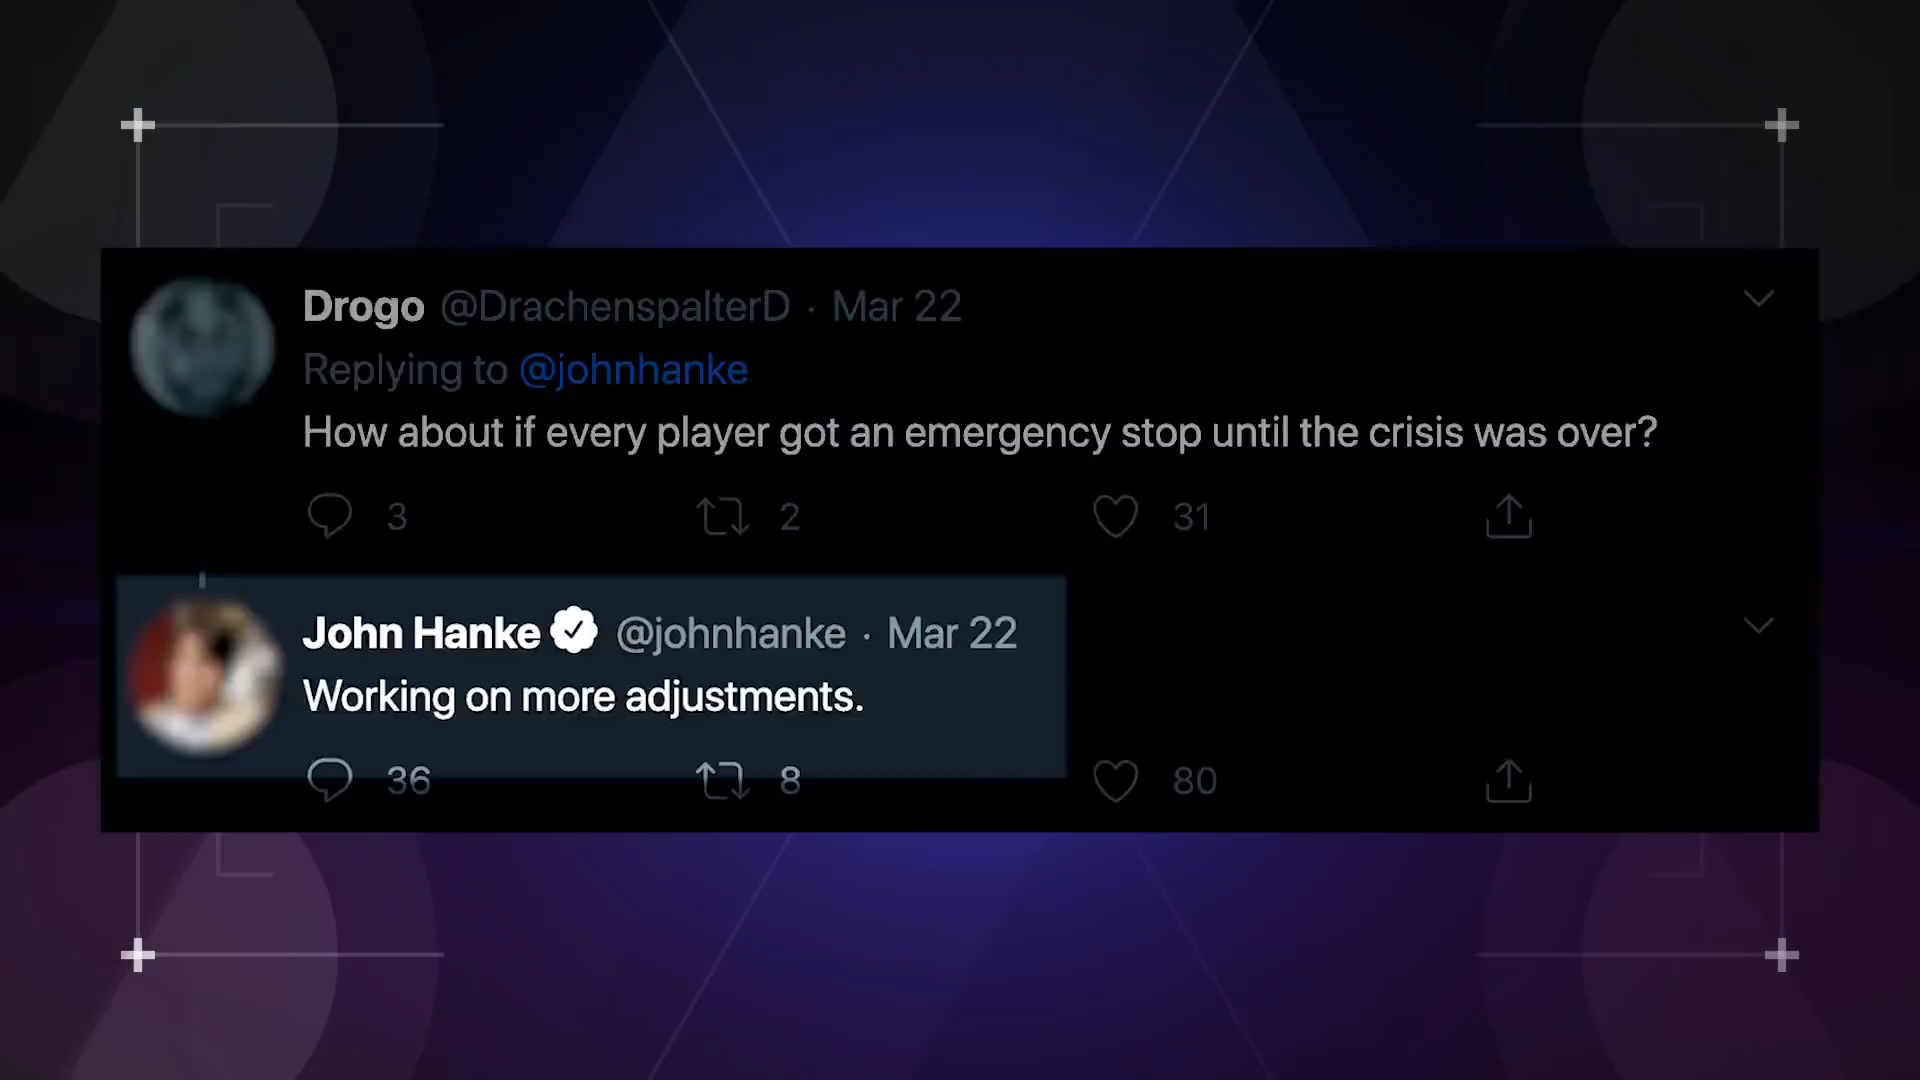 Drogo @DrachenspalterD · Mar 22
Replying to @johnhanke
How about if every player got an emergency stop until the crisis was over?
3 2 31
John Hanke @johnhanke · Mar 22
Working on more adjustments.
36 8 80